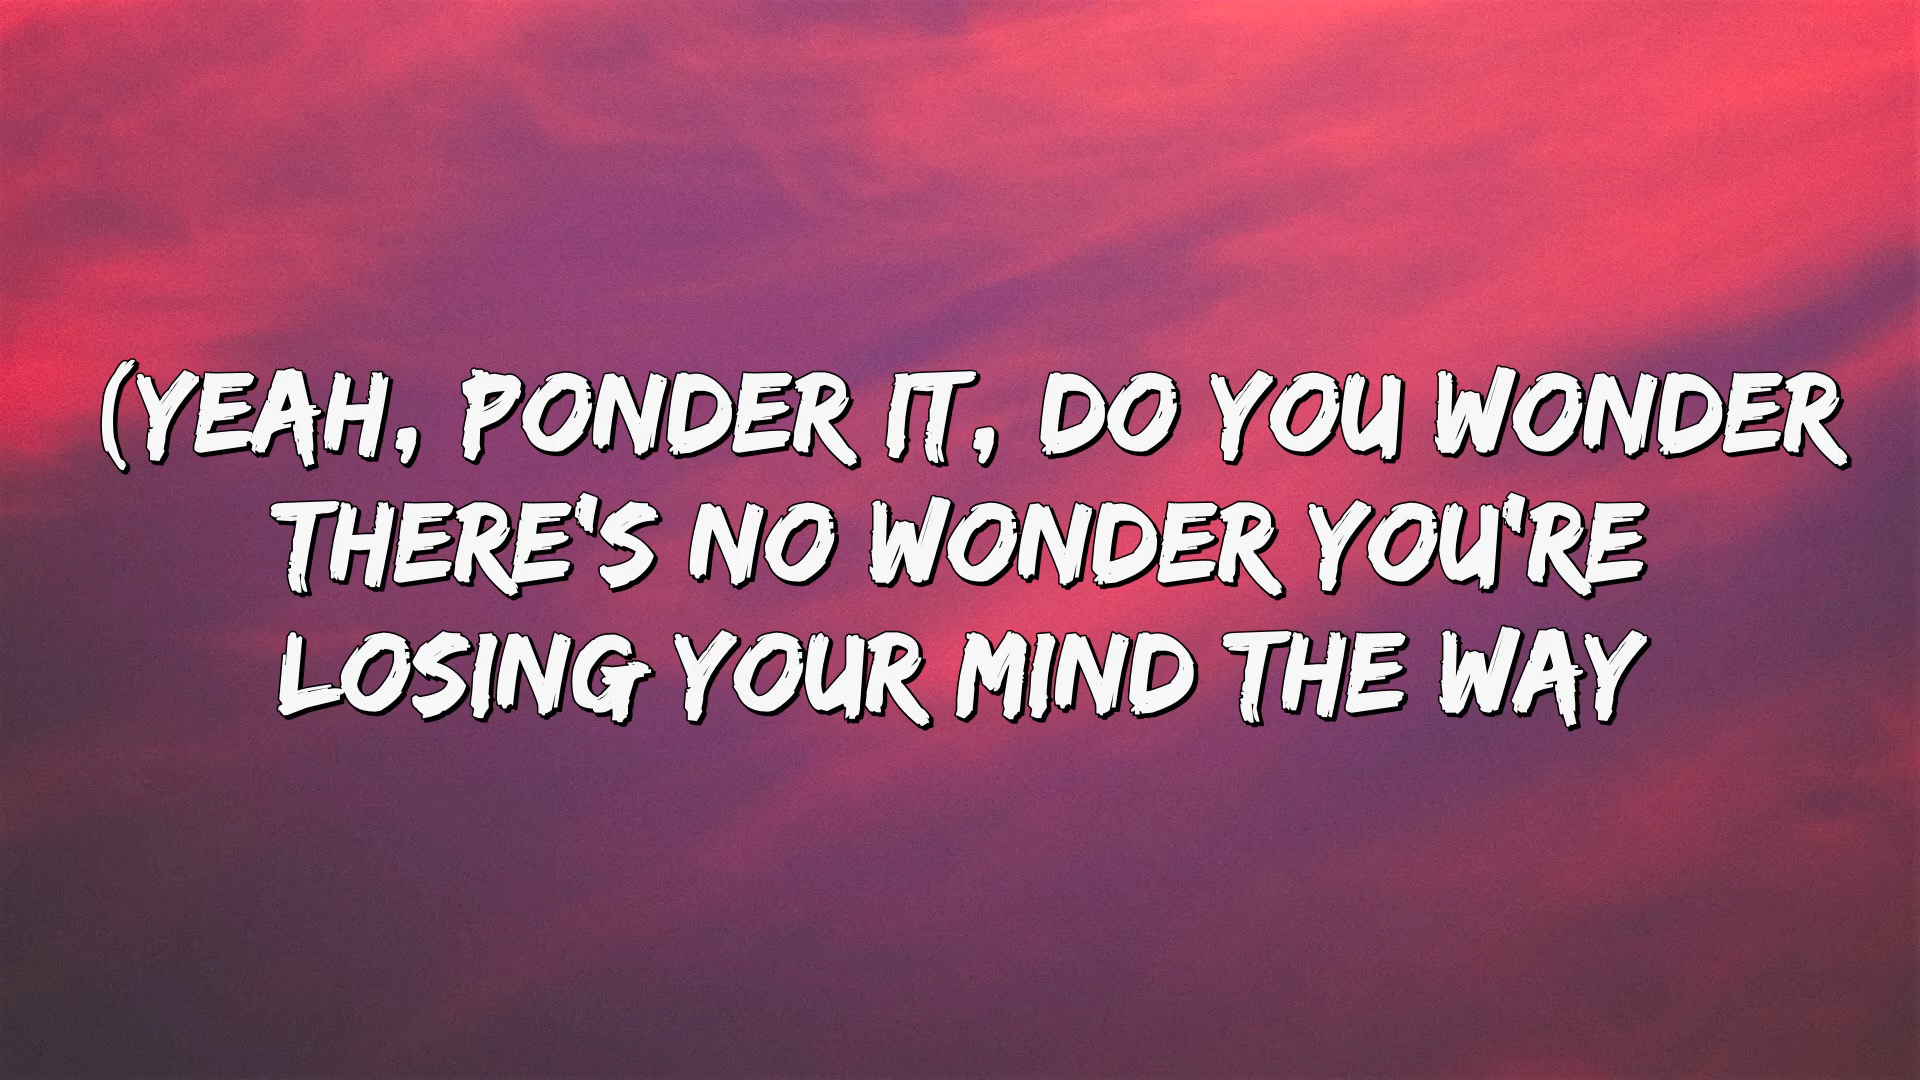 (YEAH, PONDER IT, DO YOU WONDER
THERE'S NO WONDER YOU'RE
LOSING YOUR MIND THE WAY